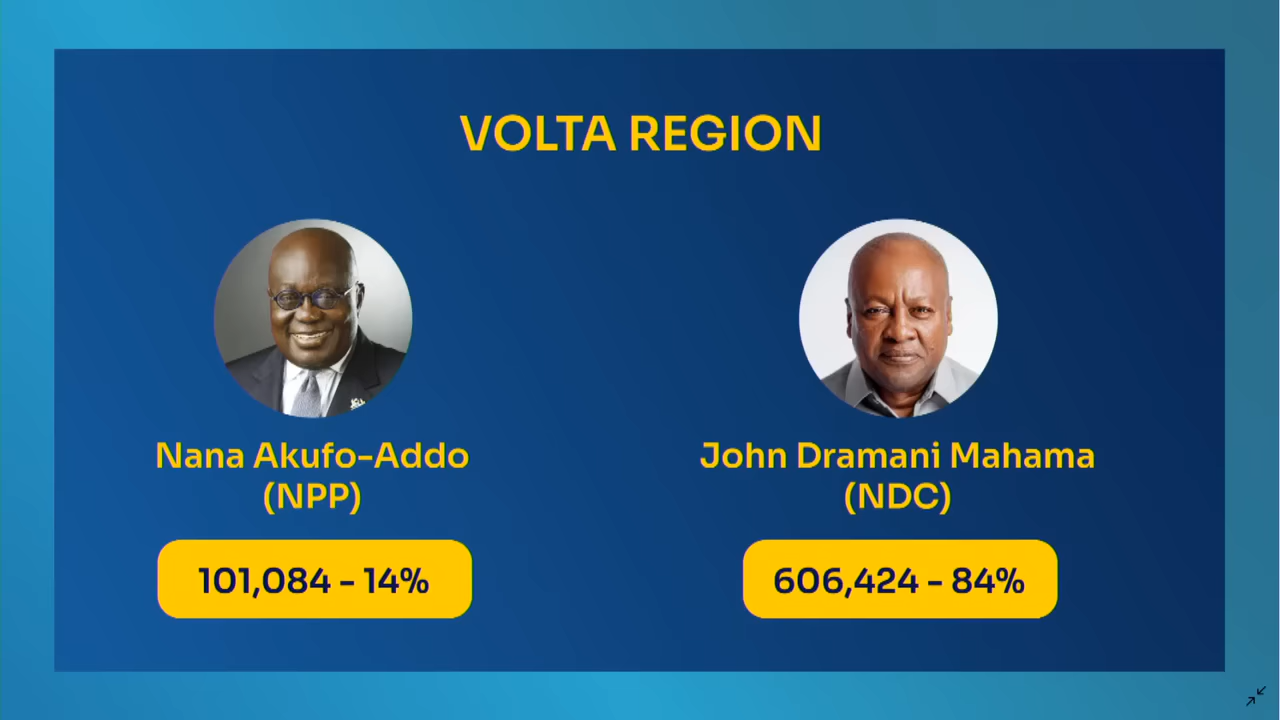 VOLTA REGION
Nana Akufo-Addo
(NPP)
101,084 - 14%
John Dramani Mahama
(NDC)
606,424 - 84%